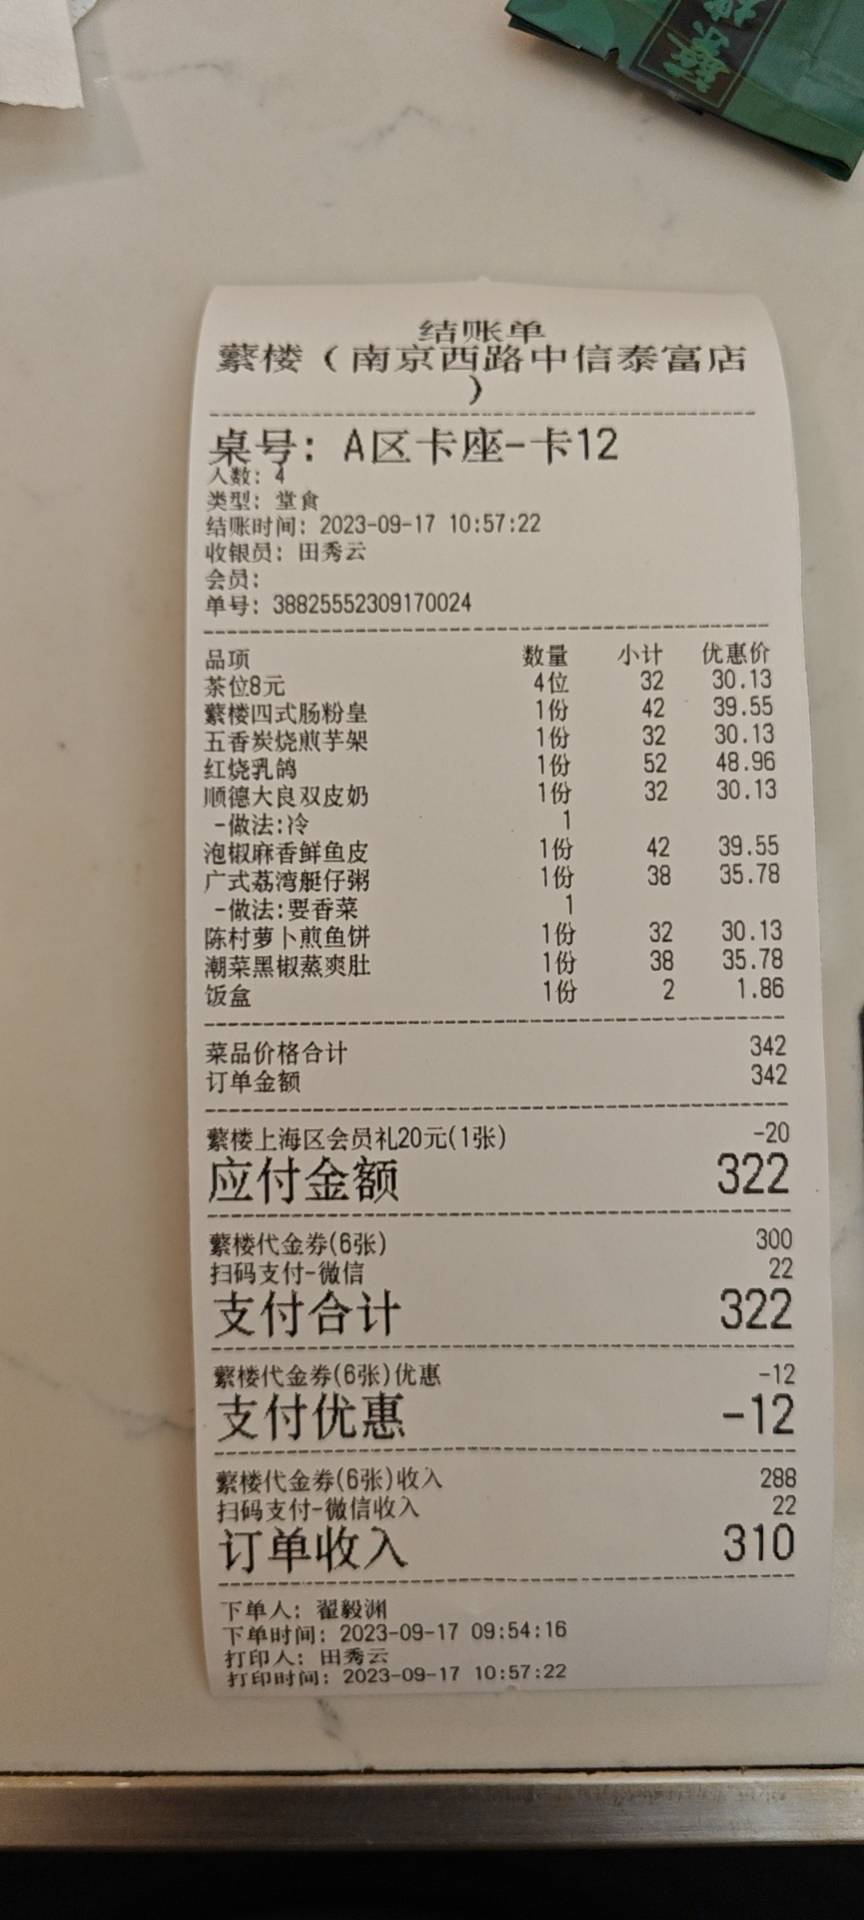 结账单
蘩楼（南京西路中信泰富店
）
桌号: A区卡座-卡12
人数: 4
类型: 堂食
结账时间: 2023-09-17 10:57:22
收银员: 田秀云
会员:
单号: 38825552309170024
品项 数量 小计 优惠价
茶位8元 4位 32 30.13
蘩楼四式肠粉皇 1份 42 39.55
五香炭烧煎芋架 1份 32 30.13
红烧乳鸽 1份 52 48.96
顺德大良双皮奶 1份 32 30.13
-做法:冷 1
泡椒麻香鲜鱼皮 1份 42 39.55
广式荔湾艇仔粥 1份 38 35.78
-做法:要香菜 1
陈村萝卜煎鱼饼 1份 32 30.13
潮菜黑椒蒸爽肚 1份 38 35.78
饭盒 1份 2 1.86
菜品价格合计 342
订单金额 342
蘩楼上海区会员礼20元(1张) -20
应付金额 322
蘩楼代金券(6张) 300
扫码支付-微信 22
支付合计 322
蘩楼代金券(6张)优惠 -12
支付优惠 -12
蘩楼代金券(6张)收入 288
扫码支付-微信收入 22
订单收入 310
下单人: 翟毅渊
下单时间: 2023-09-17 09:54:16
打印人: 田秀云
打印时间: 2023-09-17 10:57:22